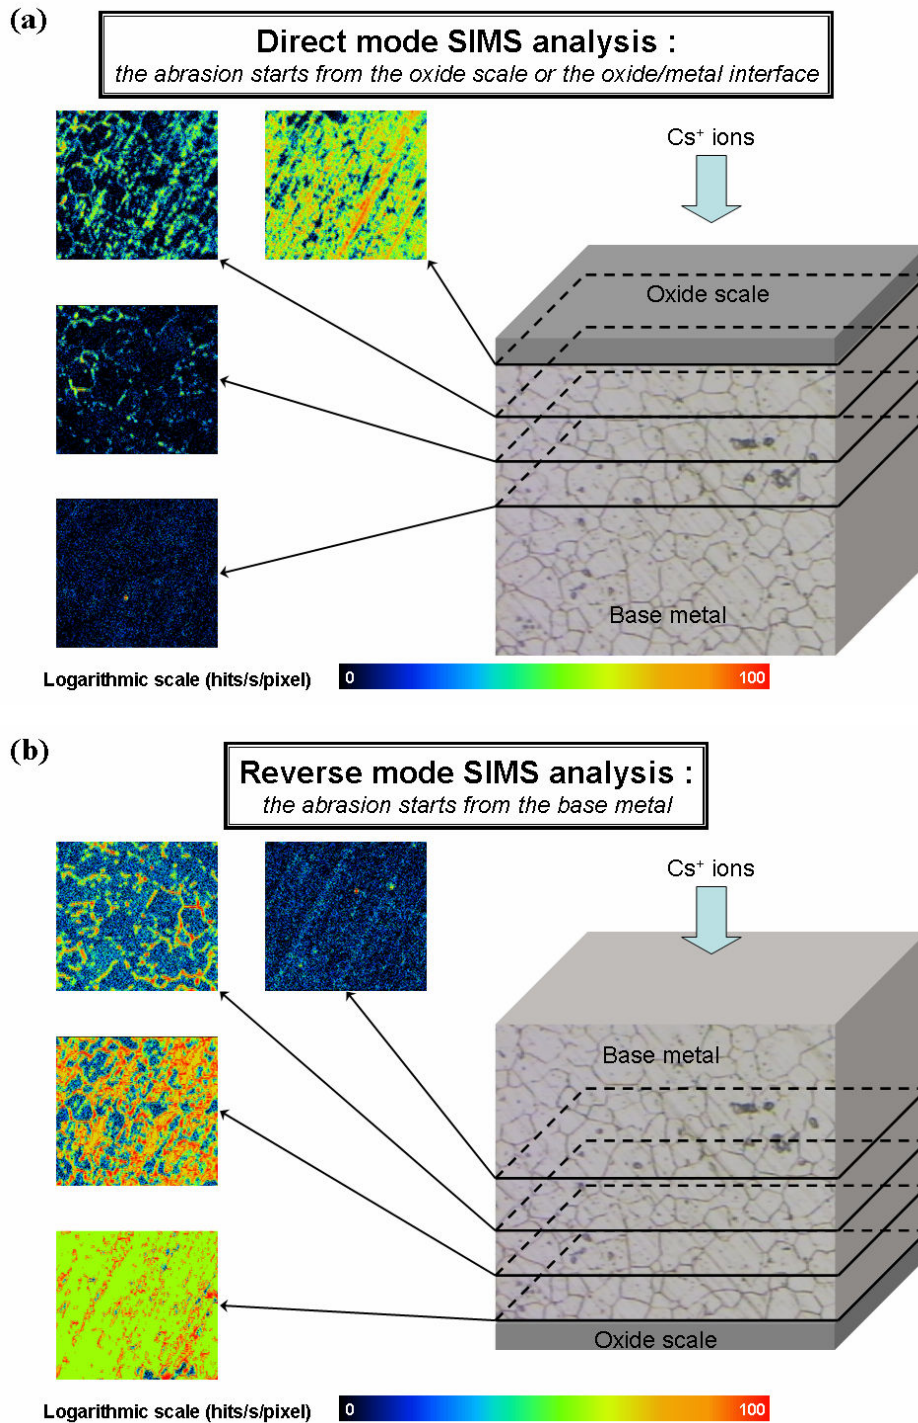 (a)
Direct mode SIMS analysis :
the abrasion starts from the oxide scale or the oxide/metal interface
Cs+ ions
Oxide scale
Base metal
Logarithmic scale (hits/s/pixel)
0
100
(b)
Reverse mode SIMS analysis :
the abrasion starts from the base metal
Cs+ ions
Base metal
Oxide scale
Logarithmic scale (hits/s/pixel)
0
100